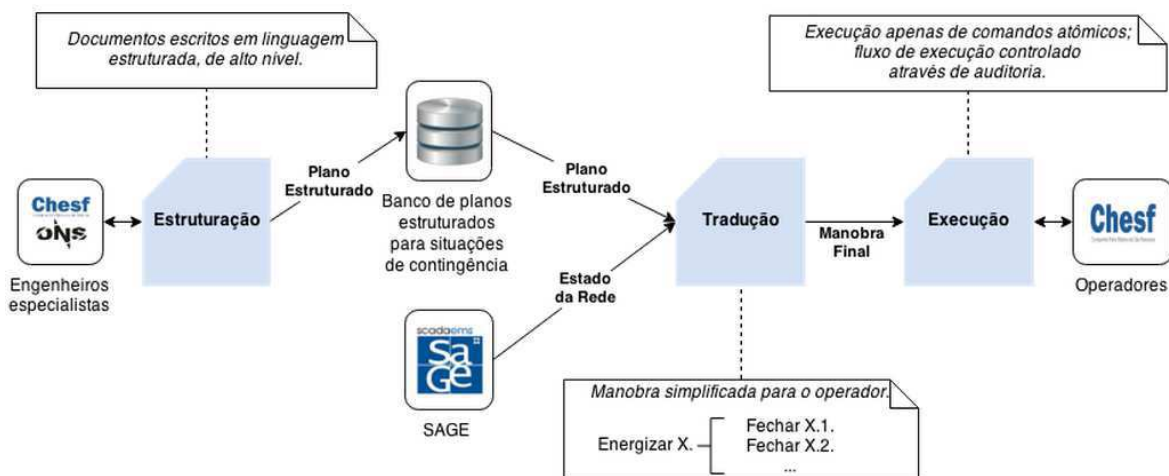 Documentos escritos em linguagem
estruturada, de alto nível.
Execução apenas de comandos atômicos;
fluxo de execução controlado
através de auditoria.
Chesf
ONS
Engenheiros
especialistas
Estruturação
Plano
Estruturado
Banco de planos
estruturados
para situações
de contingência
Plano
Estruturado
scadaems
SaGe
SAGE
Estado
da Rede
Tradução
Manobra
Final
Execução
Chesf
Operadores
Manobra simplificada para o operador.
Energizar X.
Fechar X.1.
Fechar X.2.
...